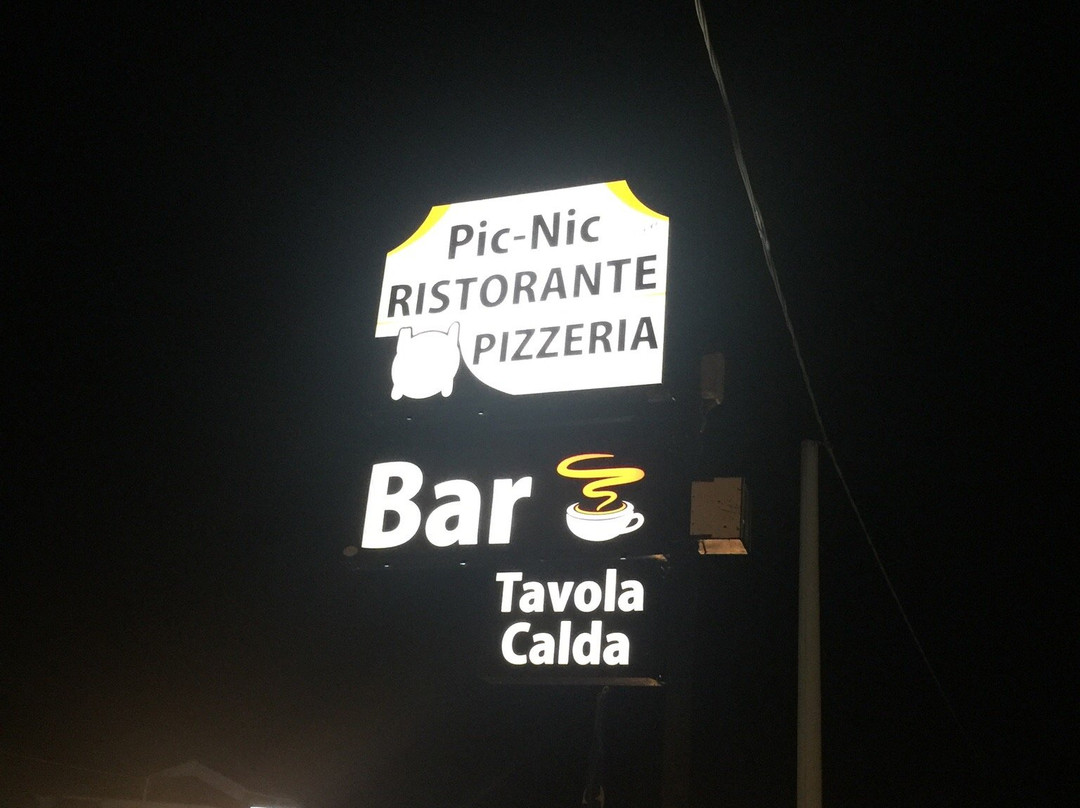 Pic-Nic
RISTORANTE
PIZZERIA
Bar
Tavola
Calda